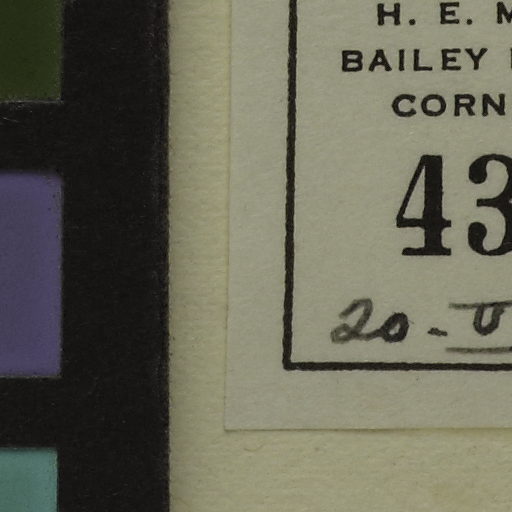 H. E. M
BAILEY
CORN
43
20-V